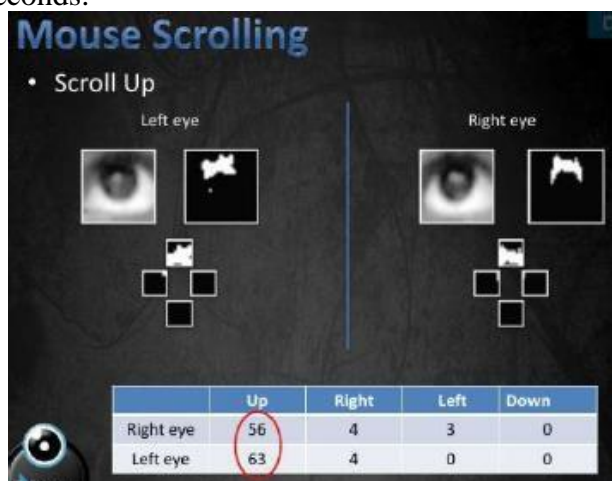 econds.
Mouse Scrolling
• Scroll Up
Left eye Right eye
Up Right Left Down
Right eye 56 4 3 0
Left eye 63 4 0 0